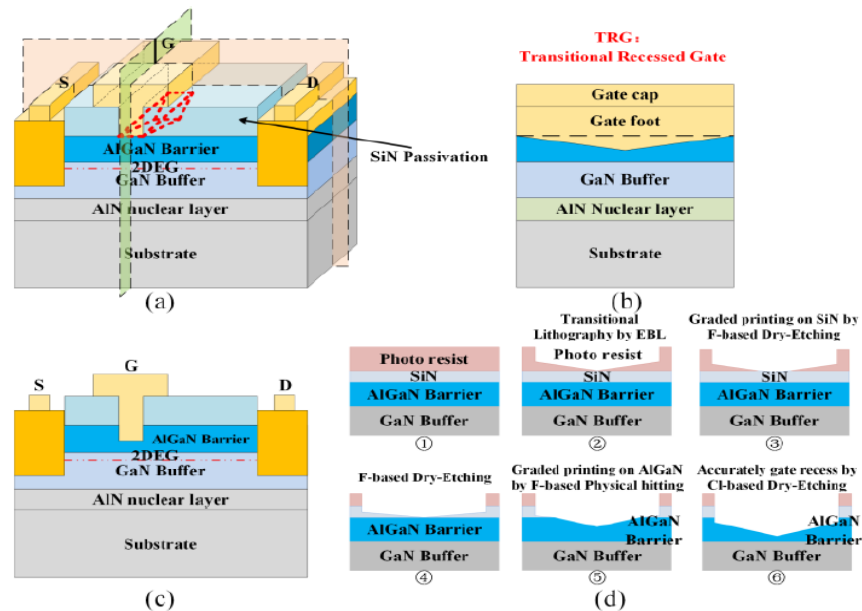 (a)
G
S
D
AlGaN Barrier
2DEG
GaN Buffer
AlN nuclear layer
Substrate
SiN Passivation
TRG:
Transitional Recessed Gate
Gate cap
Gate foot
GaN Buffer
AlN Nuclear layer
Substrate
(a)
(b)
S
G
D
AlGaN Barrier
2DEG
GaN Buffer
AlN nuclear layer
Substrate
(c)
Photo resist
SiN
AlGaN Barrier
GaN Buffer
①
Transitional
Lithography by EBL
Photo resist
SiN
AlGaN Barrier
GaN Buffer
②
Graded printing on SiN by
F-based Dry-Etching
SiN
AlGaN Barrier
GaN Buffer
③
F-based Dry-Etching
AlGaN Barrier
GaN Buffer
④
Graded printing on AlGaN
by F-based Physical hitting
AlGaN
Barrier
GaN Buffer
⑤
Accurately gate recess by
Cl-based Dry-Etching
AlGaN
Barrier
GaN Buffer
⑥
(d)